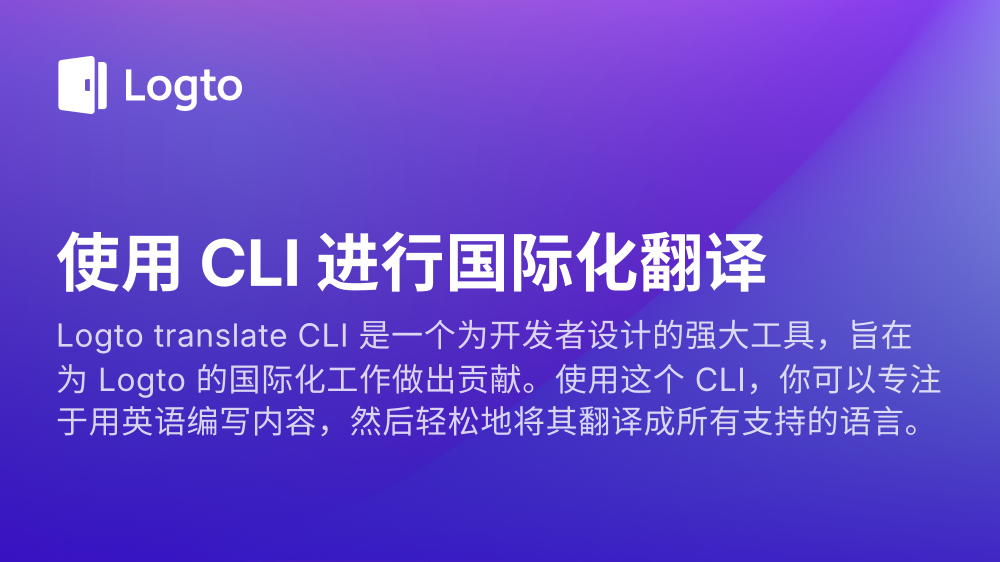 Logto
使用 CLI 进行国际化翻译
Logto translate CLI 是一个为开发者设计的强大工具，旨在
为 Logto 的国际化工作做出贡献。使用这个 CLI，你可以专注
于用英语编写内容，然后轻松地将其翻译成所有支持的语言。